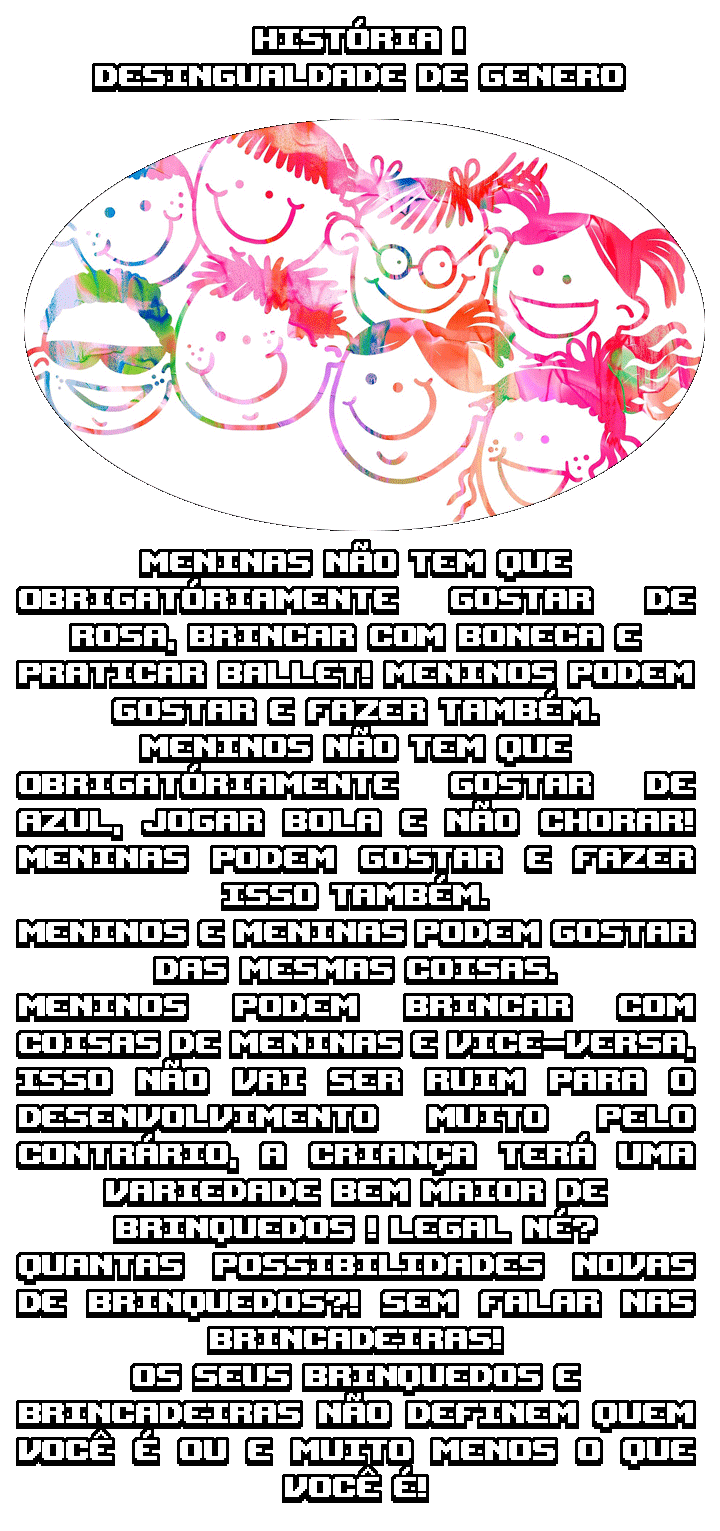 HISTÓRIA |
DESINGUALDADE DE GENERO
MENINAS NÃO TEM QUE
OBRIGATÓRIAMENTE GOSTAR DE
ROSA, BRINCAR COM BONECA E
PRATICAR BALLET! MENINOS PODEM
GOSTAR E FAZER TAMBÉM.
MENINOS NÃO TEM QUE
OBRIGATÓRIAMENTE GOSTAR DE
AZUL, JOGAR BOLA E NÃO CHORAR!
MENINAS PODEM GOSTAR E FAZER
ISSO TAMBÉM.
MENINOS E MENINAS PODEM GOSTAR
DAS MESMAS COISAS.
MENINOS PODEM BRINCAR COM
COISAS DE MENINAS E VICE-VERSA,
ISSO NÃO VAI SER RUIM PARA O
DESENVOLVIMENTO MUITO PELO
CONTRÁRIO, A CRIANÇA TERÁ UMA
VARIEDADE BEM MAIOR DE
BRINQUEDOS ! LEGAL NÉ?
QUANTAS POSSIBILIDADES NOVAS
DE BRINQUEDOS?! SEM FALAR NAS
BRINCADEIRAS!
OS SEUS BRINQUEDOS E
BRINCADEIRAS NÃO DEFINEM QUEM
VOCÊ É OU E MUITO MENOS O QUE
VOCÊ É!